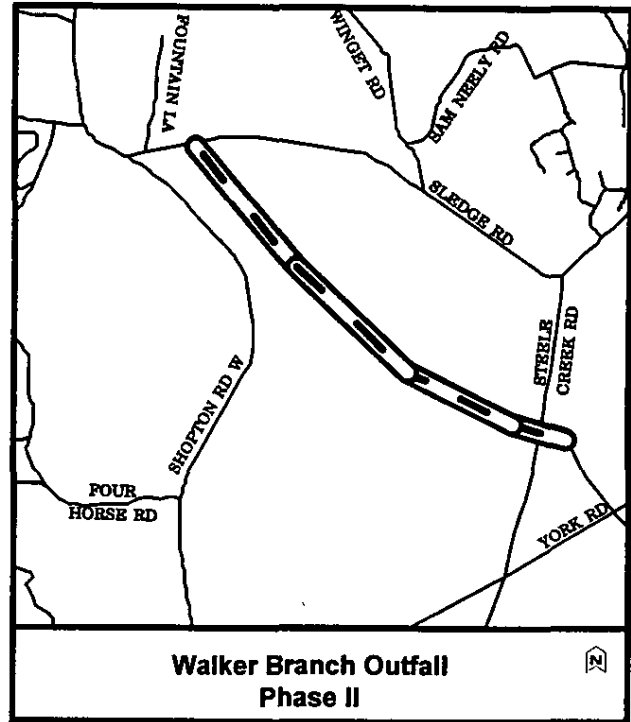 FOUNTAIN LA
WINGET RD
SAM NEELY RD
SLEDGE RD
STEELE
CREEK RD
SHOPTON RD W
FOUR
HORSE RD
YORK RD
Walker Branch Outfall
Phase II
N